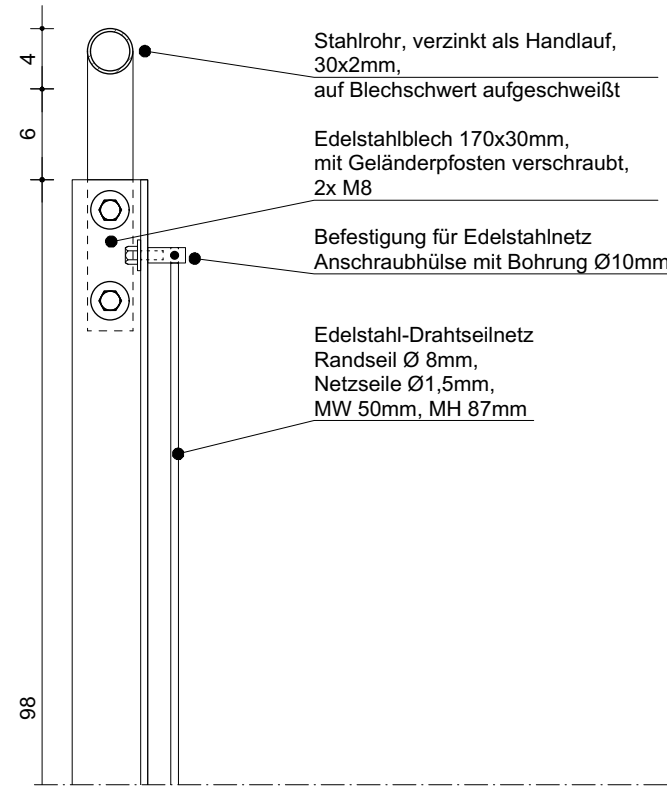 4
Stahlrohr, verzinkt als Handlauf,
30x2mm,
auf Blechschwert aufgeschweißt
6
Edelstahlblech 170x30mm,
mit Geländerpfosten verschraubt,
2x M8
Befestigung für Edelstahlnetz
Anschraubhülse mit Bohrung Ø10mm
Edelstahl-Drahtseilnetz
Randseil Ø 8mm,
Netzseile Ø1,5mm,
MW 50mm, MH 87mm
98